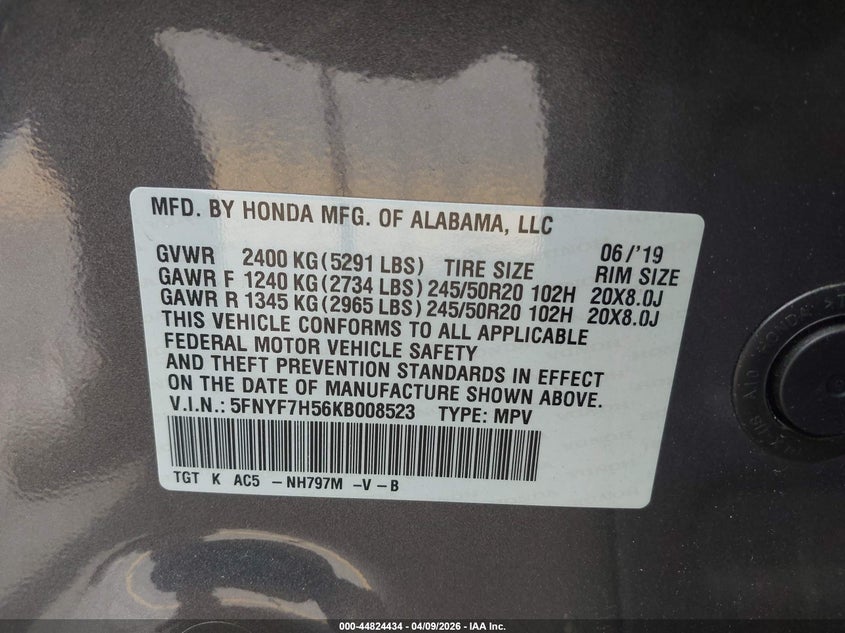 MFD. BY HONDA MFG. OF ALABAMA, LLC
06/'19
GVWR 2400 KG(5291 LBS) TIRE SIZE RIM SIZE
GAWR F 1240 KG(2734 LBS) 245/50R20 102H 20X8.0J
GAWR R 1345 KG(2965 LBS) 245/50R20 102H 20X8.0J
THIS VEHICLE CONFORMS TO ALL APPLICABLE
FEDERAL MOTOR VEHICLE SAFETY
AND THEFT PREVENTION STANDARDS IN EFFECT
ON THE DATE OF MANUFACTURE SHOWN ABOVE.
V.I.N.: 5FNYF7H56KB008523 TYPE: MPV
TGT K AC5 -NH797M -V-B
HONDA
000-44824434 - 04/09/2026 - IAA Inc.